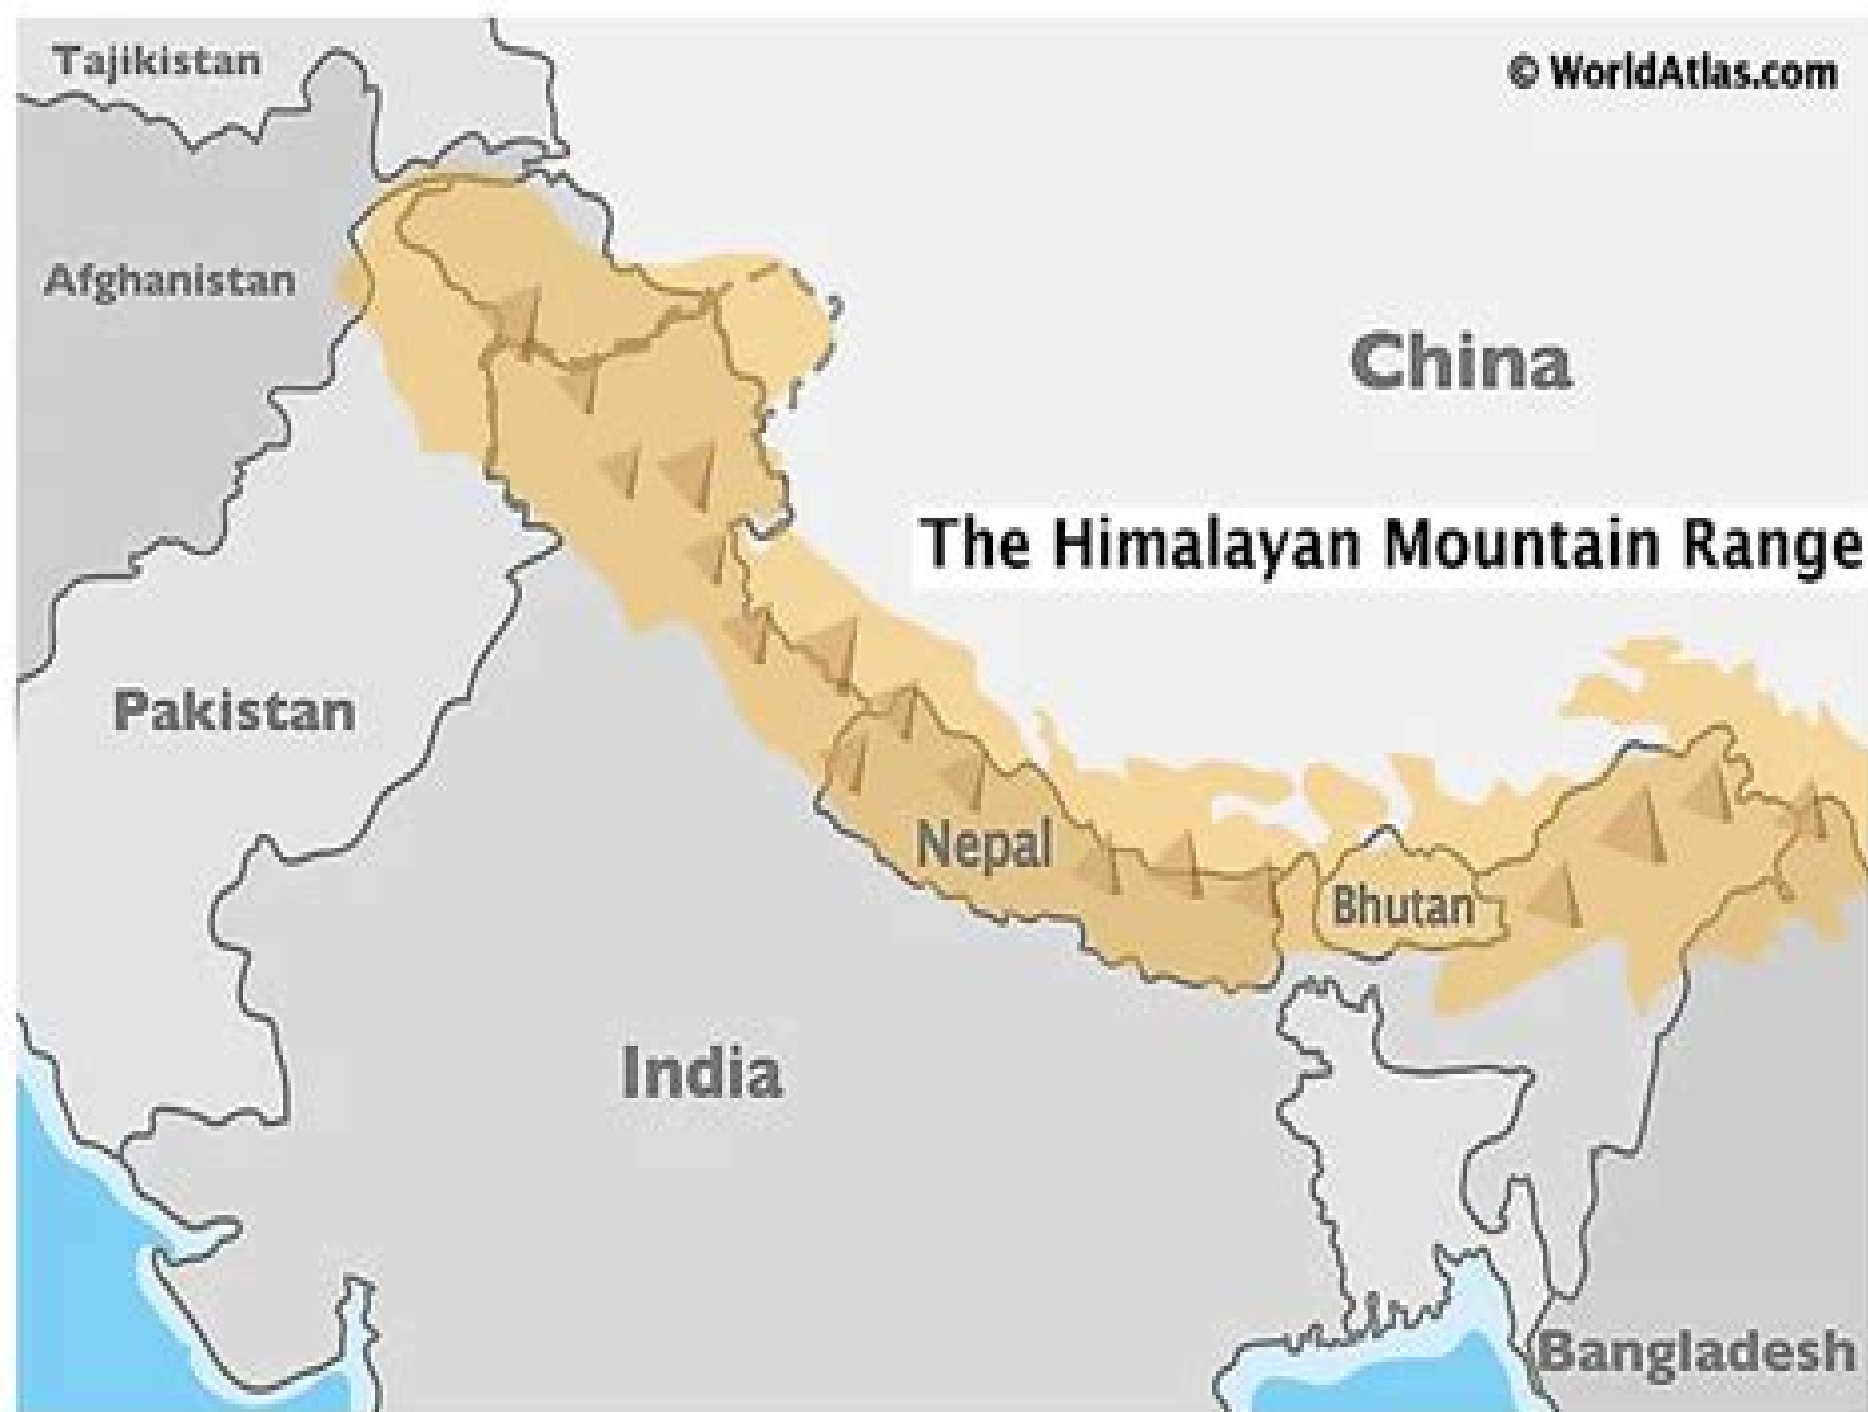 Tajikistan
© WorldAtlas.com
Afghanistan
China
The Himalayan Mountain Range
Pakistan
Nepal
Bhutan
India
Bangladesh